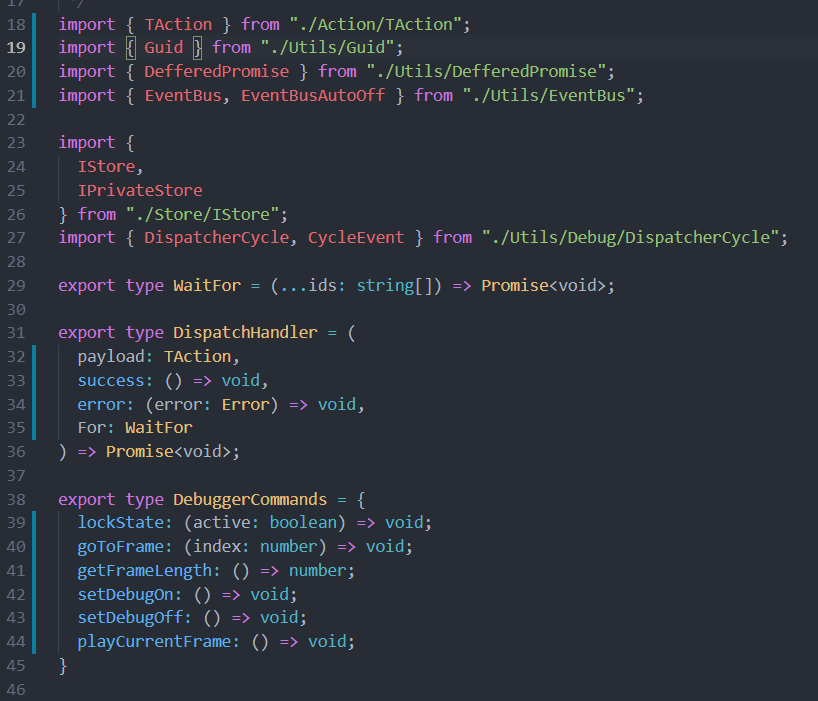 17 */
18 import { TAction } from "./Action/TAction";
19 import { Guid } from "./Utils/Guid";
20 import { DefferedPromise } from "./Utils/DefferedPromise";
21 import { EventBus, EventBusAutoOff } from "./Utils/EventBus";
22
23 import {
24   IStore,
25   IPrivateStore
26 } from "./Store/IStore";
27 import { DispatcherCycle, CycleEvent } from "./Utils/Debug/DispatcherCycle";
28
29 export type WaitFor = (...ids: string[]) => Promise<void>;
30
31 export type DispatchHandler = (
32   payload: TAction,
33   success: () => void,
34   error: (error: Error) => void,
35   For: WaitFor
36 ) => Promise<void>;
37
38 export type DebuggerCommands = {
39   lockState: (active: boolean) => void;
40   goToFrame: (index: number) => void;
41   getFrameLength: () => number;
42   setDebugOn: () => void;
43   setDebugOff: () => void;
44   playCurrentFrame: () => void;
45 }
46